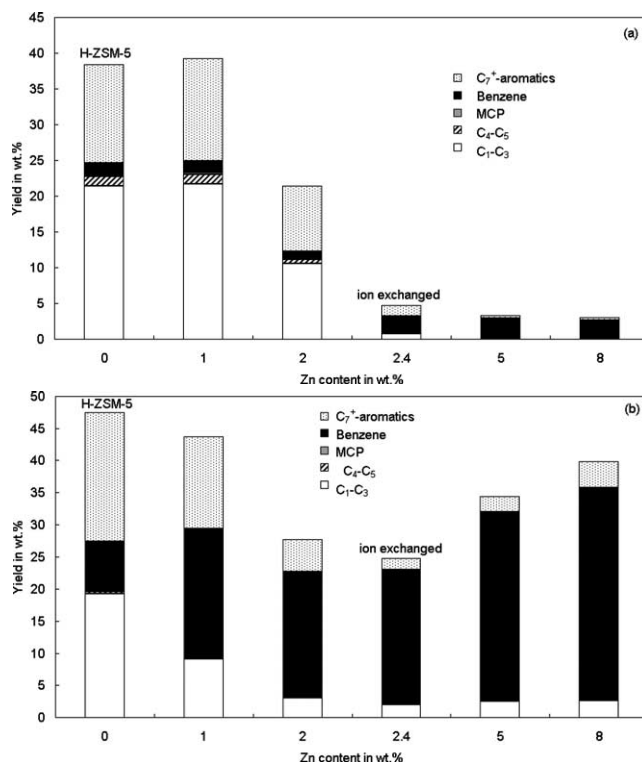 (a)
45
40
35
30
25
20
15
10
5
0
Yield in wt.%
H-ZSM-5
C₇⁺-aromatics
Benzene
MCP
C₄-C₅
C₁-C₃
ion exchanged
0 1 2 2.4 5 8
Zn content in wt.%
(b)
50
45
40
35
30
25
20
15
10
5
0
Yield in wt.%
H-ZSM-5
C₇⁺-aromatics
Benzene
MCP
C₄-C₅
C₁-C₃
ion exchanged
0 1 2 2.4 5 8
Zn content in wt.%